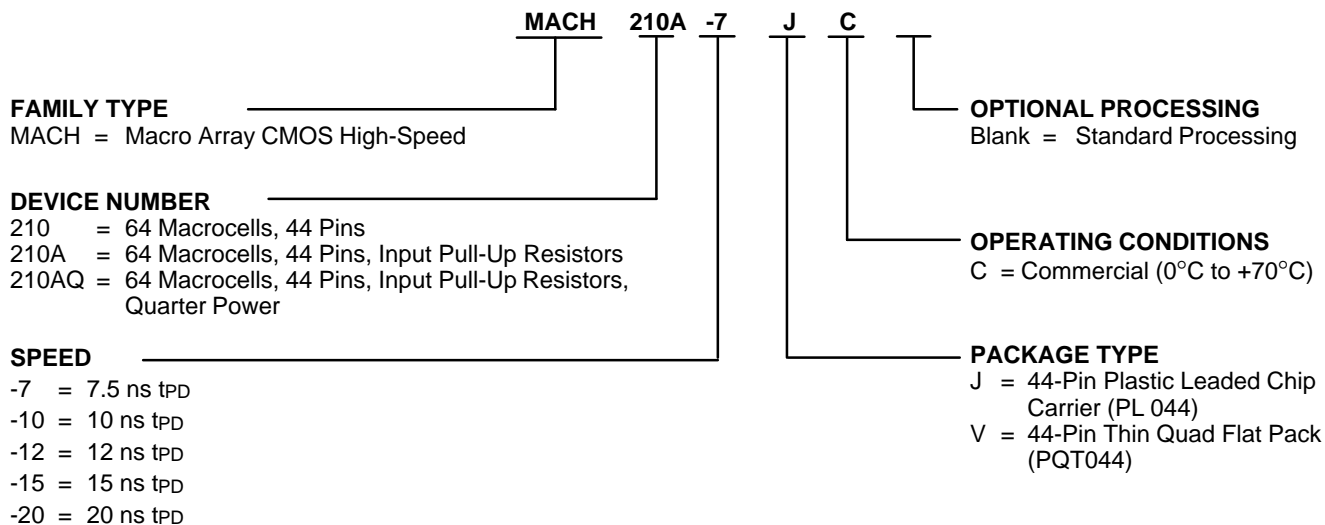 MACH 210A -7 J C
FAMILY TYPE
MACH = Macro Array CMOS High-Speed
DEVICE NUMBER
210 = 64 Macrocells, 44 Pins
210A = 64 Macrocells, 44 Pins, Input Pull-Up Resistors
210AQ = 64 Macrocells, 44 Pins, Input Pull-Up Resistors,
Quarter Power
SPEED
-7 = 7.5 ns tPD
-10 = 10 ns tPD
-12 = 12 ns tPD
-15 = 15 ns tPD
-20 = 20 ns tPD
OPTIONAL PROCESSING
Blank = Standard Processing
OPERATING CONDITIONS
C = Commercial (0°C to +70°C)
PACKAGE TYPE
J = 44-Pin Plastic Leaded Chip
Carrier (PL 044)
V = 44-Pin Thin Quad Flat Pack
(PQT044)